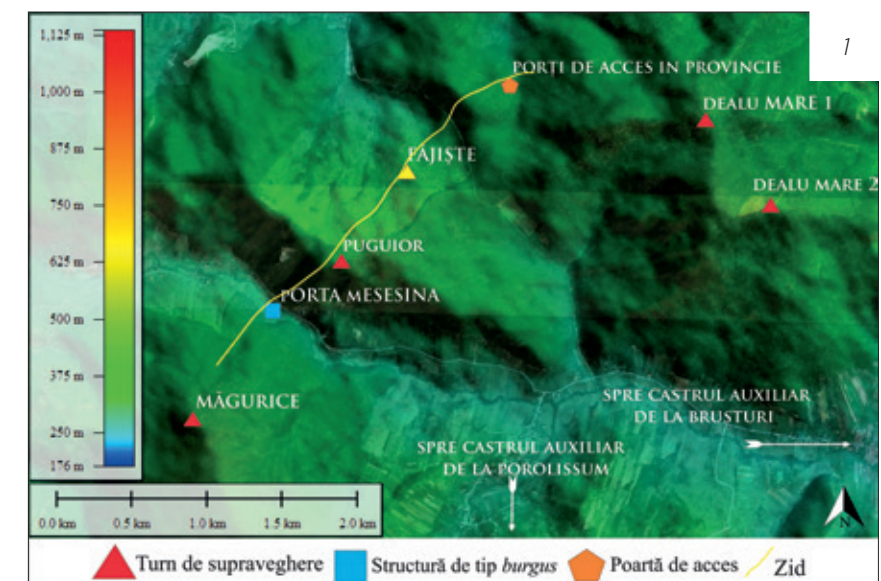 1
1,125 m
1,000 m
875 m
750 m
625 m
500 m
375 m
250 m
176 m
PORȚI DE ACCES IN PROVINCIE
DEALU MARE 1
FĂJIȘTE
DEALU MARE 2
PUGUIOR
PORTA MESESINA
MĂGURICE
SPRE CASTRUL AUXILIAR
DE LA BRUSTURI
SPRE CASTRUL AUXILIAR
DE LA POROLISSUM
0.0 km 0.5 km 1.0 km 1.5 km 2.0 km
N
Turn de supraveghere Structură de tip burgus Poartă de acces Zid